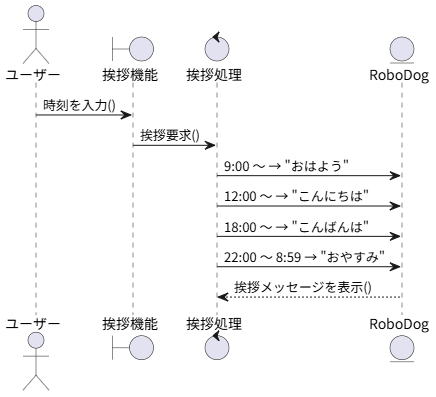 ユーザー 挨拶機能 挨拶処理 RoboDog
時刻を入力()
挨拶要求()
9:00 ～ → "おはよう"
12:00 ～ → "こんにちは"
18:00 ～ → "こんばんは"
22:00 ～ 8:59 → "おやすみ"
挨拶メッセージを表示()
ユーザー 挨拶機能 挨拶処理 RoboDog